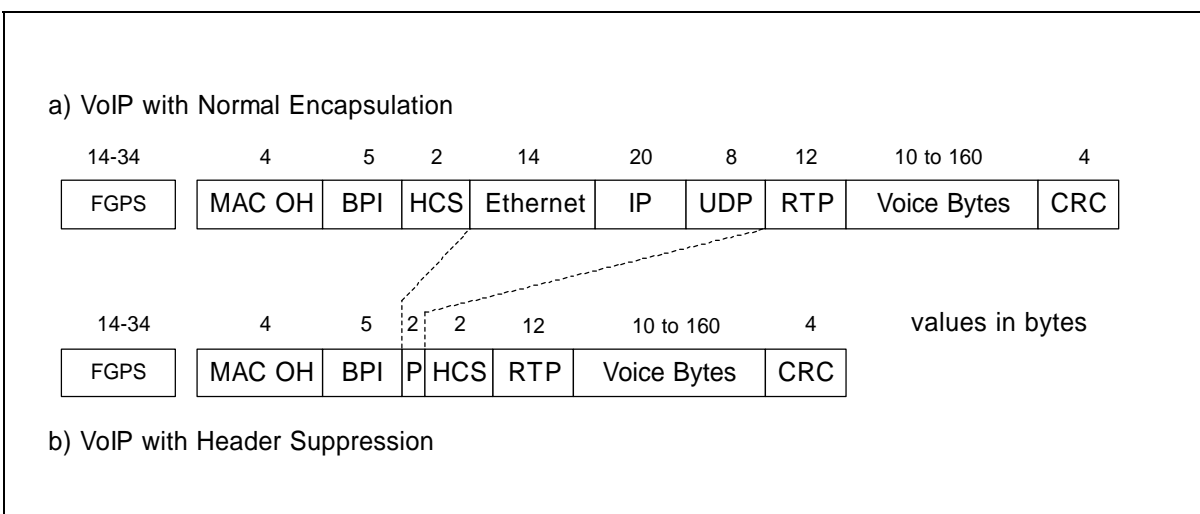 a) VoIP with Normal Encapsulation
14-34 4 5 2 14 20 8 12 10 to 160 4
FGPS MAC OH BPI HCS Ethernet IP UDP RTP Voice Bytes CRC
14-34 4 5 2 2 12 10 to 160 4 values in bytes
FGPS MAC OH BPI P HCS RTP Voice Bytes CRC
b) VoIP with Header Suppression